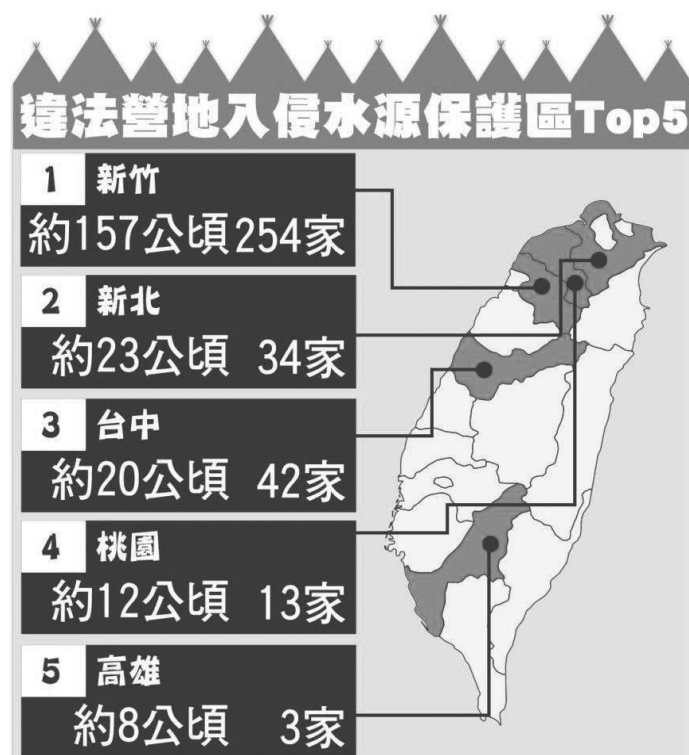 違法營地入侵水源保護區Top5
1 新竹
約157公頃 254家
2 新北
約23公頃 34家
3 台中
約20公頃 42家
4 桃園
約12公頃 13家
5 高雄
約8公頃 3家